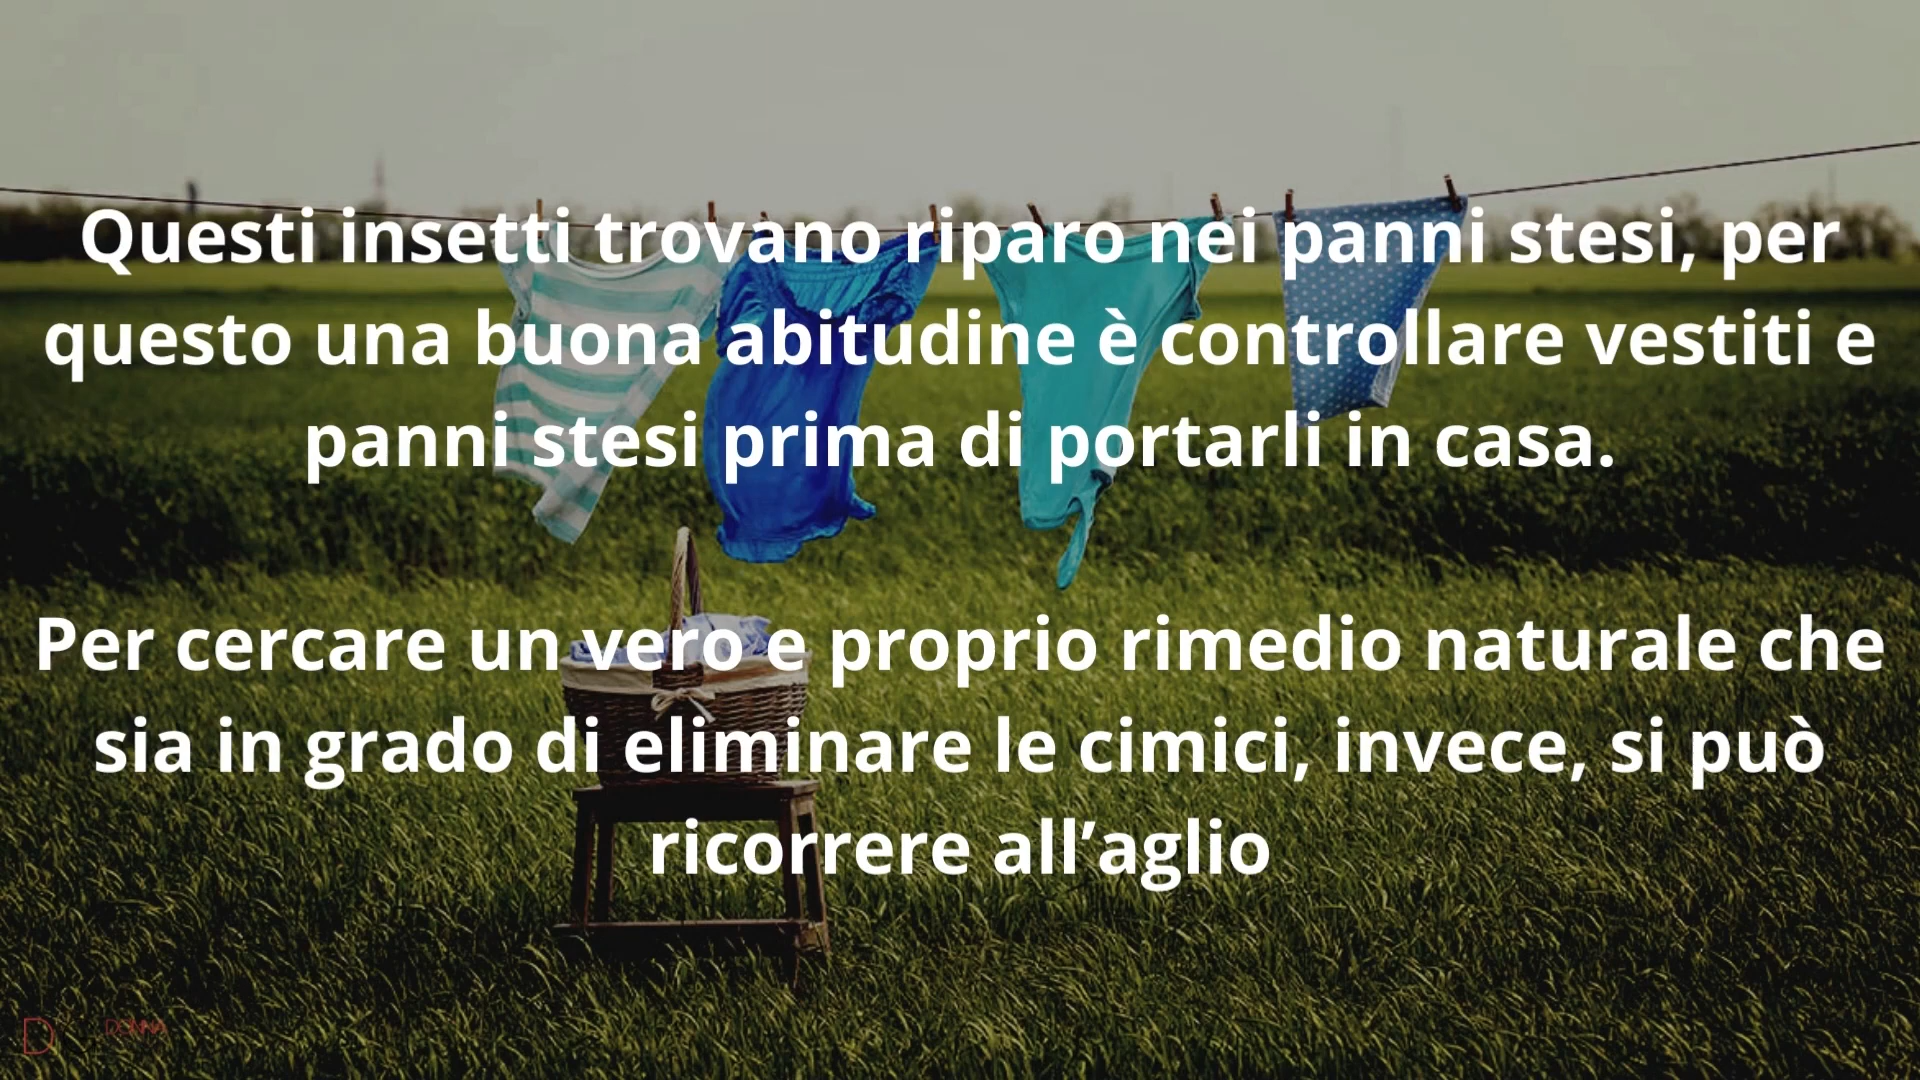 Questi insetti trovano riparo nei panni stesi, per
questo una buona abitudine è controllare vestiti e
panni stesi prima di portarli in casa.
Per cercare un vero e proprio rimedio naturale che
sia in grado di eliminare le cimici, invece, si può
ricorrere all’aglio
D DONNA